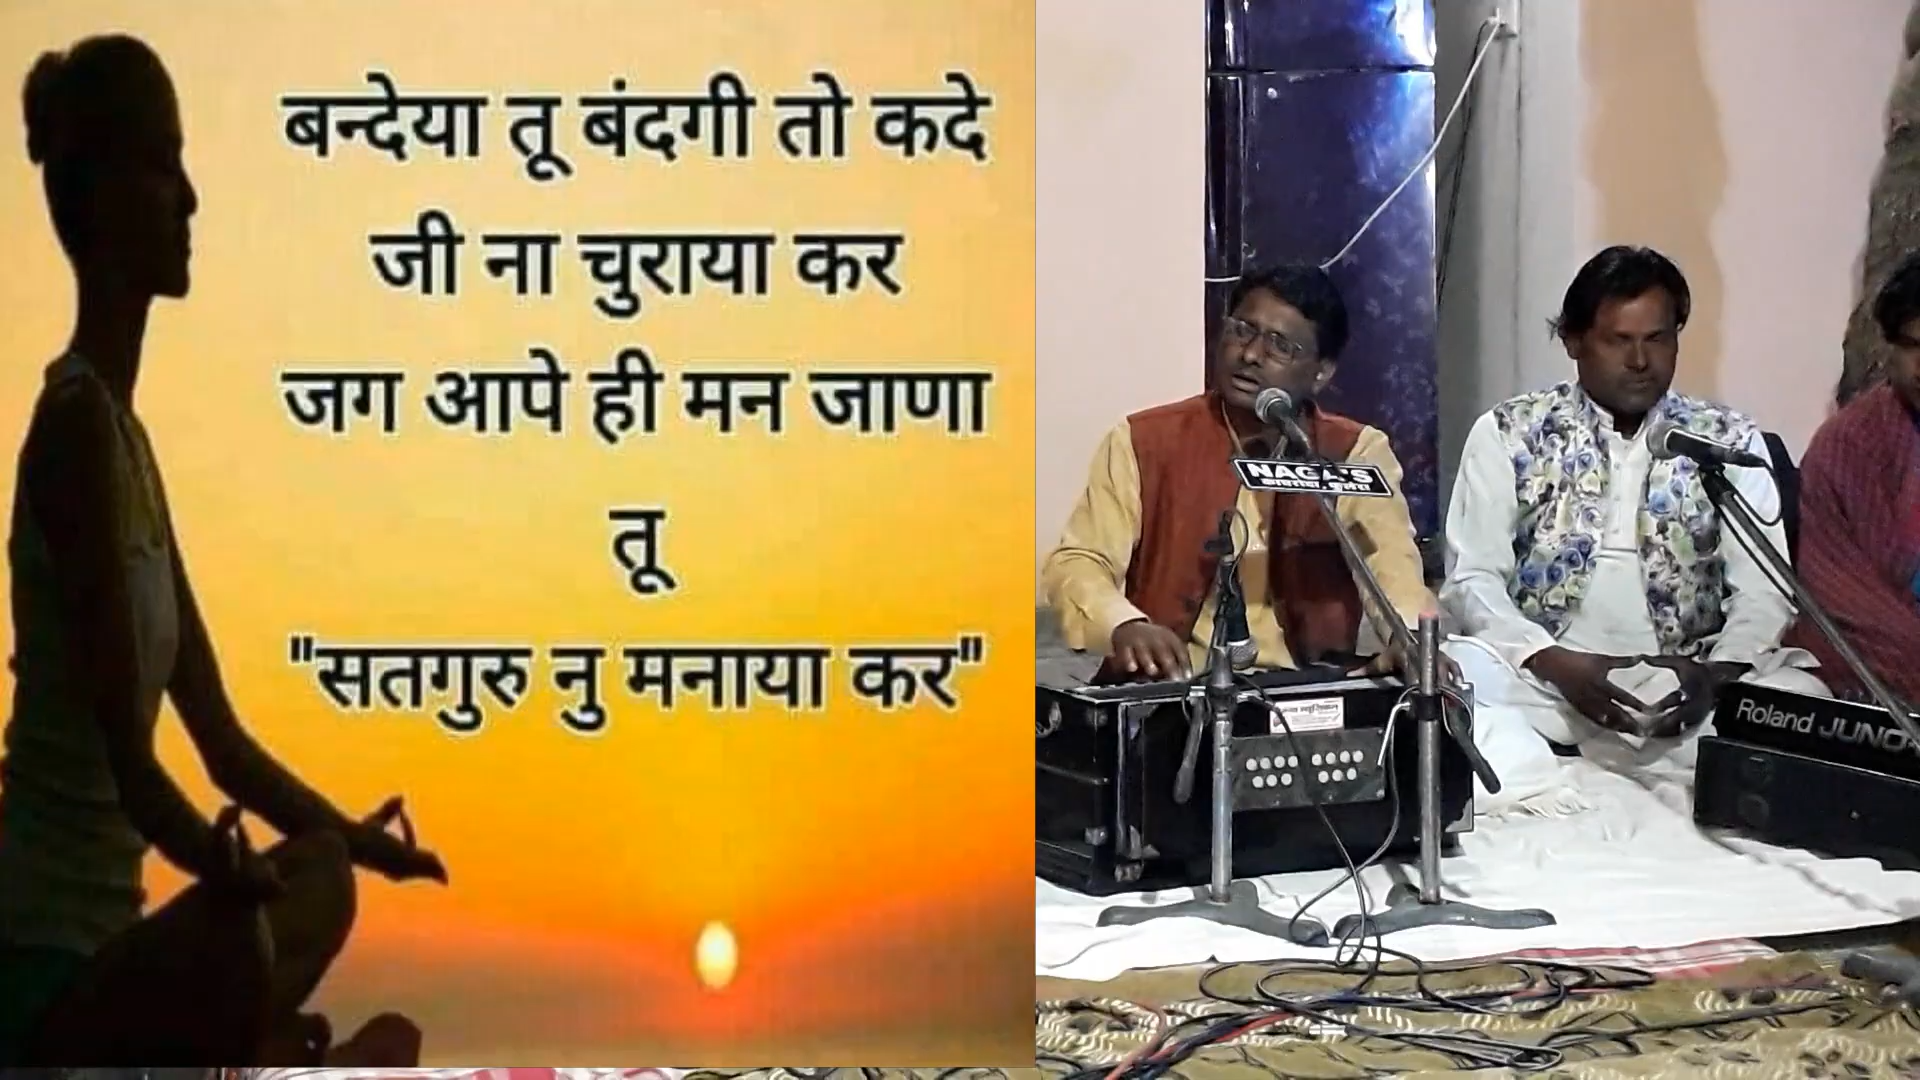 बन्देया तू बंदगी तो कदे
जी ना चुराया कर
जग आपे ही मन जाणा
तू
"सतगुरु नु मनाया कर"
NAGA'S
Roland JUNO